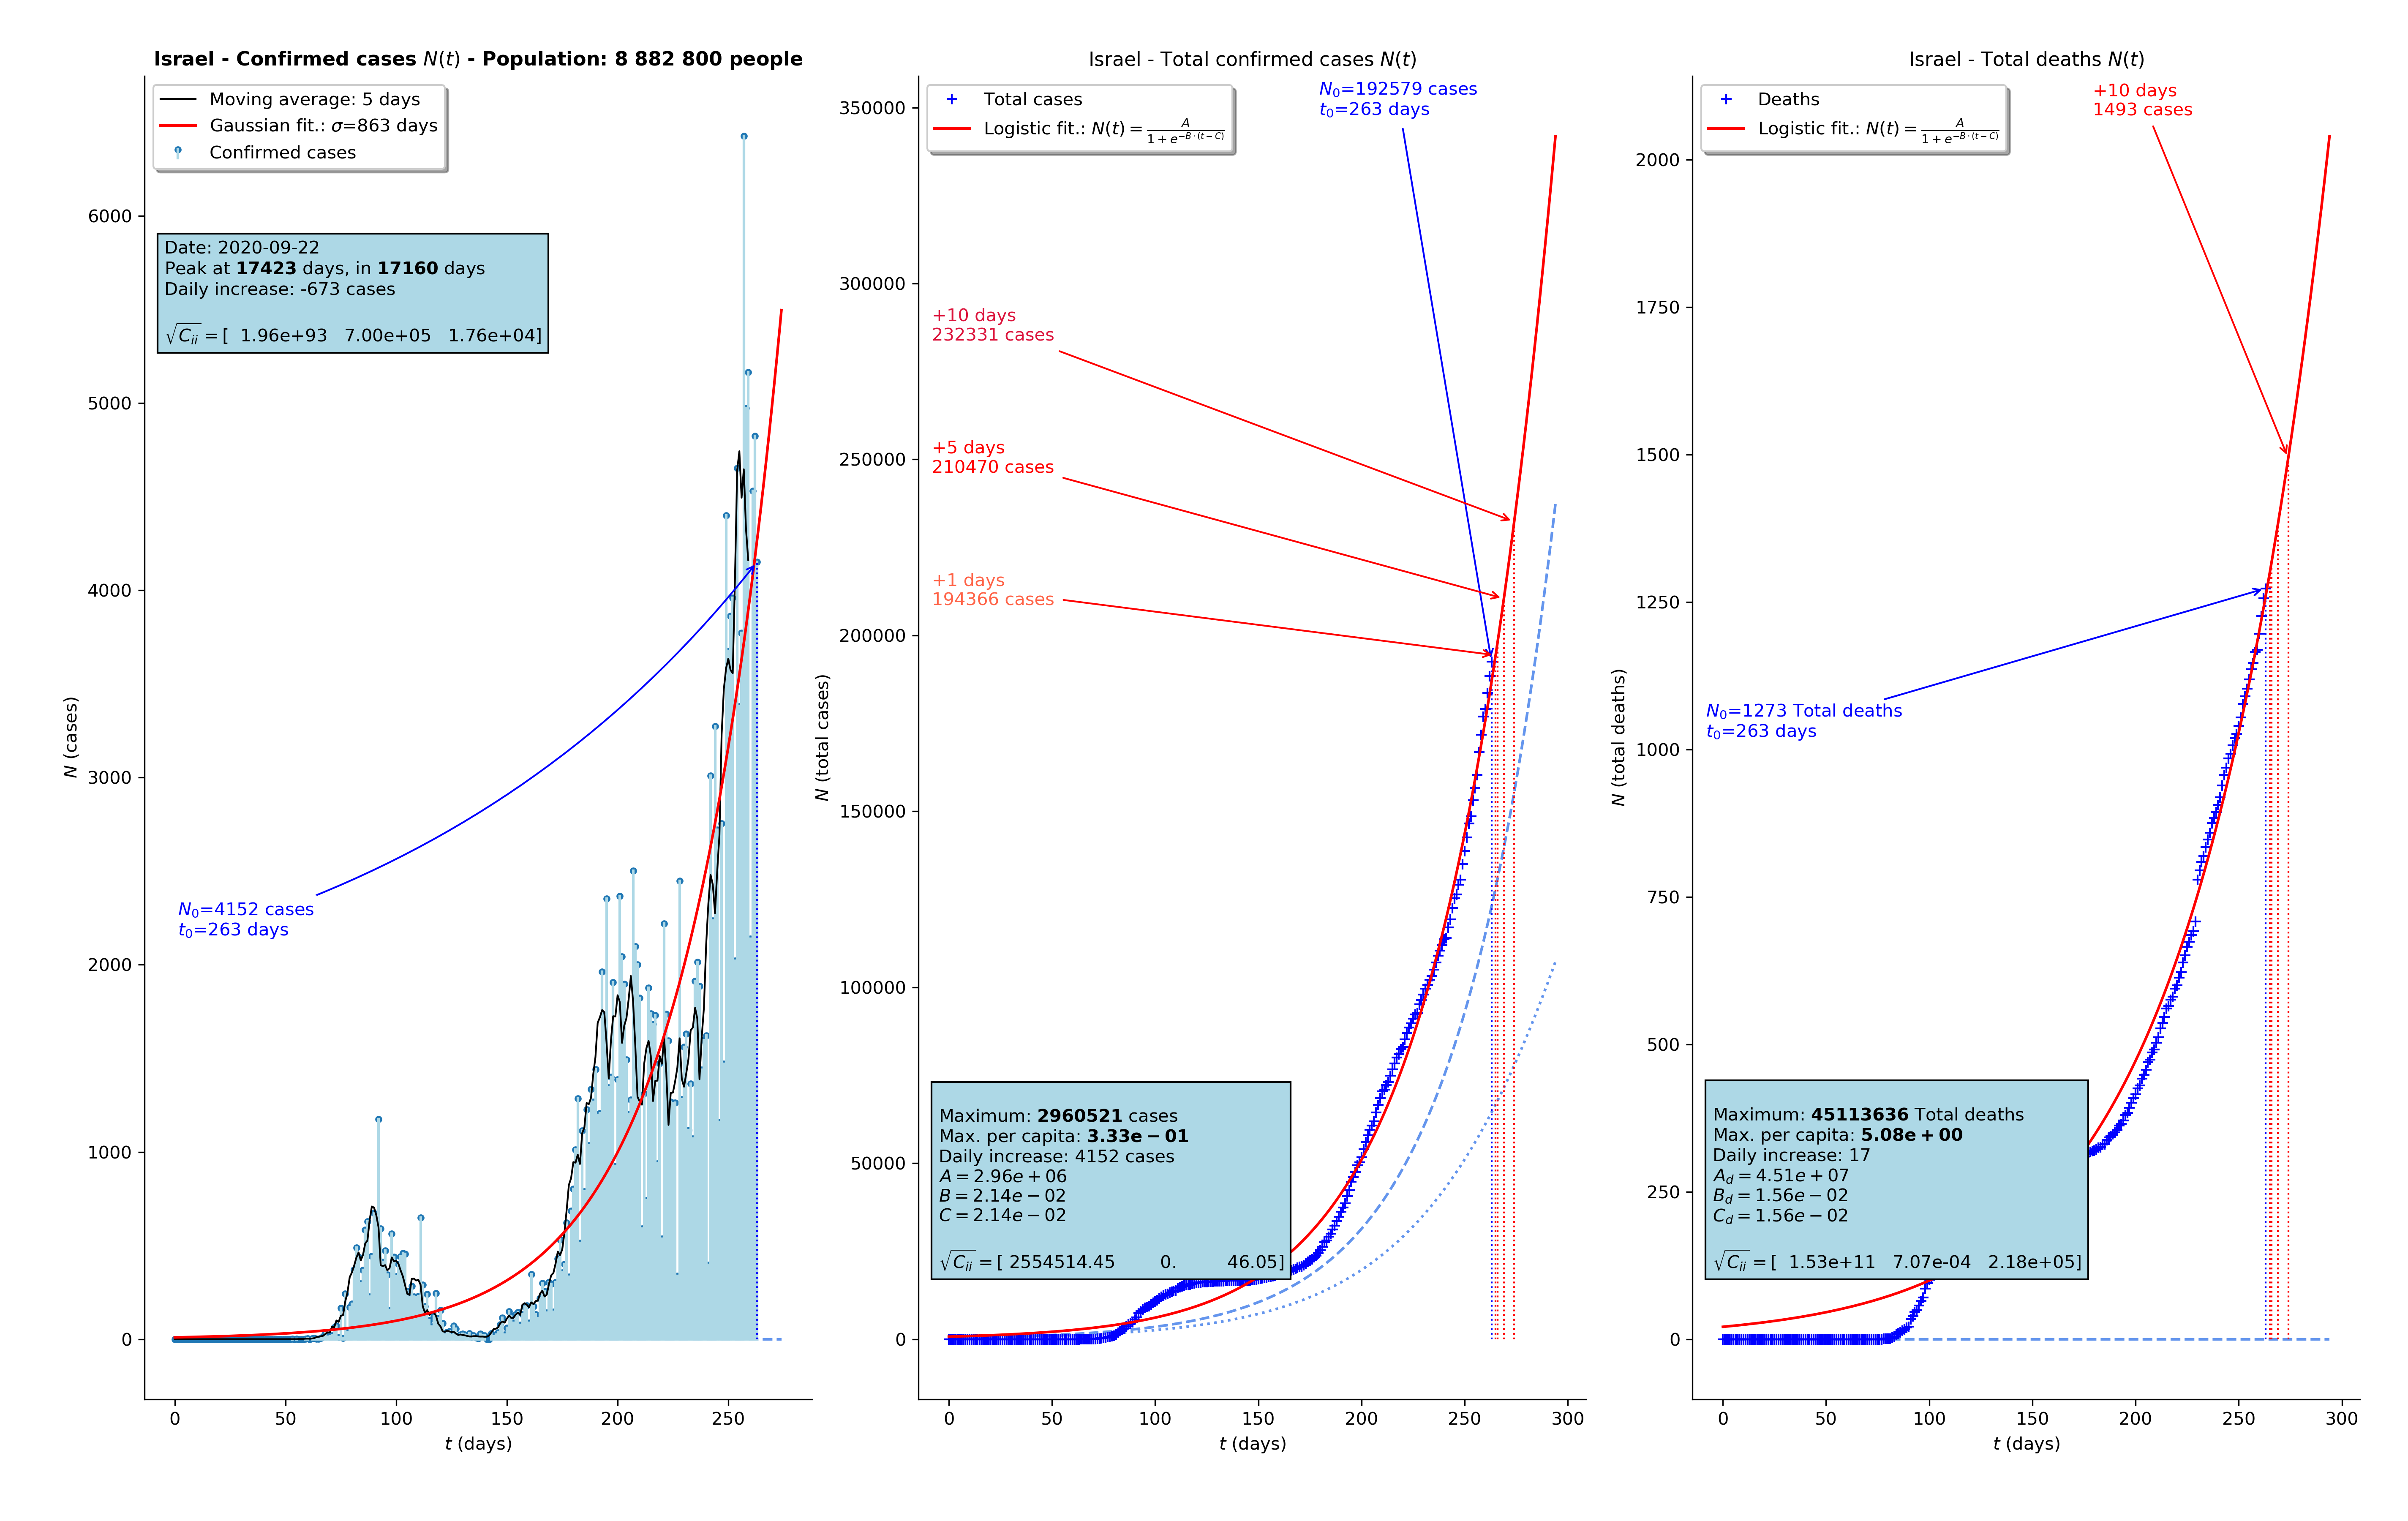 Israel - Confirmed cases N(t) - Population: 8 882 800 people
Moving average: 5 days
Gaussian fit.: σ=863 days
Confirmed cases
Date: 2020-09-22
Peak at 17423 days, in 17160 days
Daily increase: -673 cases
√Cᵢᵢ = [ 1.96e+93 7.00e+05 1.76e+04]
N₀=4152 cases
t₀=263 days
N (cases)
6000
5000
4000
3000
2000
1000
0
0 50 100 150 200 250
t (days)
Israel - Total confirmed cases N(t)
Total cases
Logistic fit.: N(t) = A / (1 + e^(−B·(t−C)))
N₀=192579 cases
t₀=263 days
+10 days
232331 cases
+5 days
210470 cases
+1 days
194366 cases
Maximum: 2960521 cases
Max. per capita: 3.33e − 01
Daily increase: 4152 cases
A = 2.96e + 06
B = 2.14e − 02
C = 2.14e − 02
√Cᵢᵢ = [ 2554514.45 0. 46.05]
N (total cases)
350000
300000
250000
200000
150000
100000
50000
0
0 50 100 150 200 250 300
t (days)
Israel - Total deaths N(t)
Deaths
Logistic fit.: N(t) = A / (1 + e^(−B·(t−C)))
+10 days
1493 cases
N₀=1273 Total deaths
t₀=263 days
Maximum: 45113636 Total deaths
Max. per capita: 5.08e + 00
Daily increase: 17
A_d = 4.51e + 07
B_d = 1.56e − 02
C_d = 1.56e − 02
√Cᵢᵢ = [ 1.53e+11 7.07e-04 2.18e+05]
N (total deaths)
2000
1750
1500
1250
1000
750
500
250
0
0 50 100 150 200 250 300
t (days)